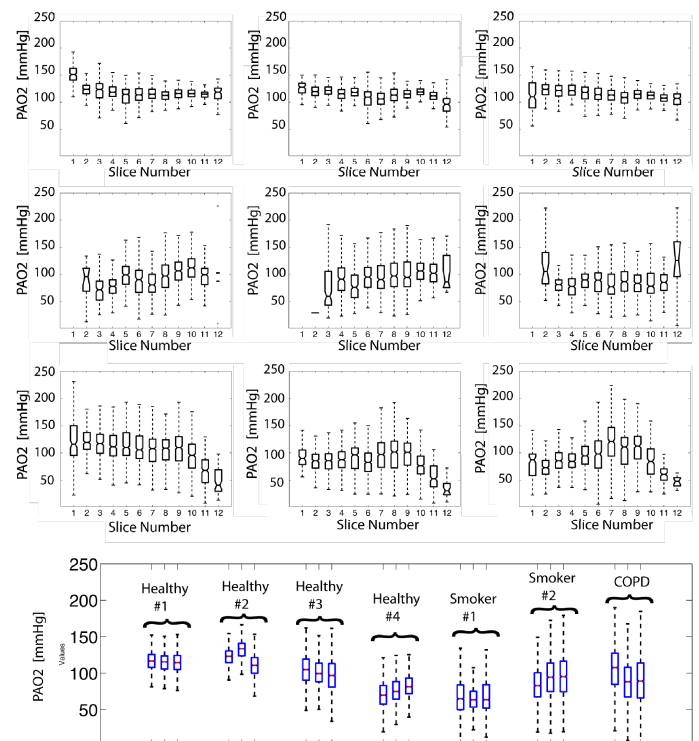 250 250 250
200 200 200
150 150 150
100 100 100
50 50 50
PAO2 [mmHg] PAO2 [mmHg] PAO2 [mmHg]
1 2 3 4 5 6 7 8 9 10 11 12 1 2 3 4 5 6 7 8 9 10 11 12 1 2 3 4 5 6 7 8 9 10 11 12
Slice Number Slice Number Slice Number
250 250 250
200 200 200
150 150 150
100 100 100
50 50 50
PAO2 [mmHg] PAO2 [mmHg] PAO2 [mmHg]
1 2 3 4 5 6 7 8 9 10 11 12 1 2 3 4 5 6 7 8 9 10 11 12 1 2 3 4 5 6 7 8 9 10 11 12
Slice Number Slice Number Slice Number
250 250 250
200 200 200
150 150 150
100 100 100
50 50 50
PAO2 [mmHg] PAO2 [mmHg] PAO2 [mmHg]
1 2 3 4 5 6 7 8 9 10 11 12 1 2 3 4 5 6 7 8 9 10 11 12 1 2 3 4 5 6 7 8 9 10 11 12
Slice Number Slice Number Slice Number
250
200
150
100
50
PAO2 [mmHg]
Values
Healthy #1
Healthy #2
Healthy #3
Healthy #4
Smoker #1
Smoker #2
COPD